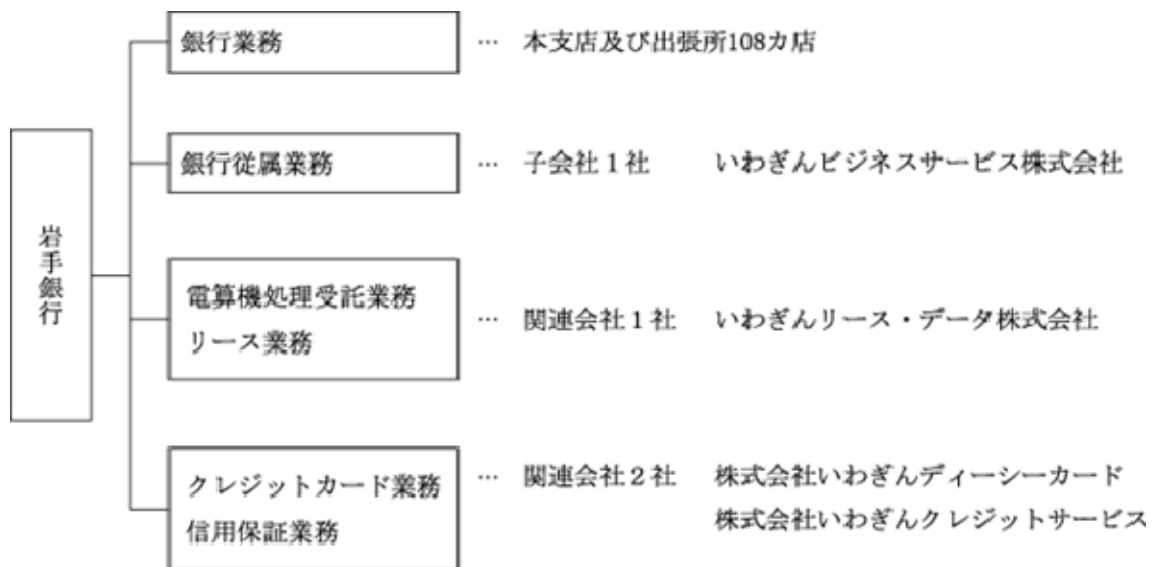 銀行業務 … 本支店及び出張所108カ店
銀行従属業務 … 子会社1社 いわぎんビジネスサービス株式会社
岩手銀行
電算機処理受託業務
リース業務
… 関連会社1社 いわぎんリース・データ株式会社
クレジットカード業務
信用保証業務
… 関連会社2社 株式会社いわぎんディーシーカード
株式会社いわぎんクレジットサービス